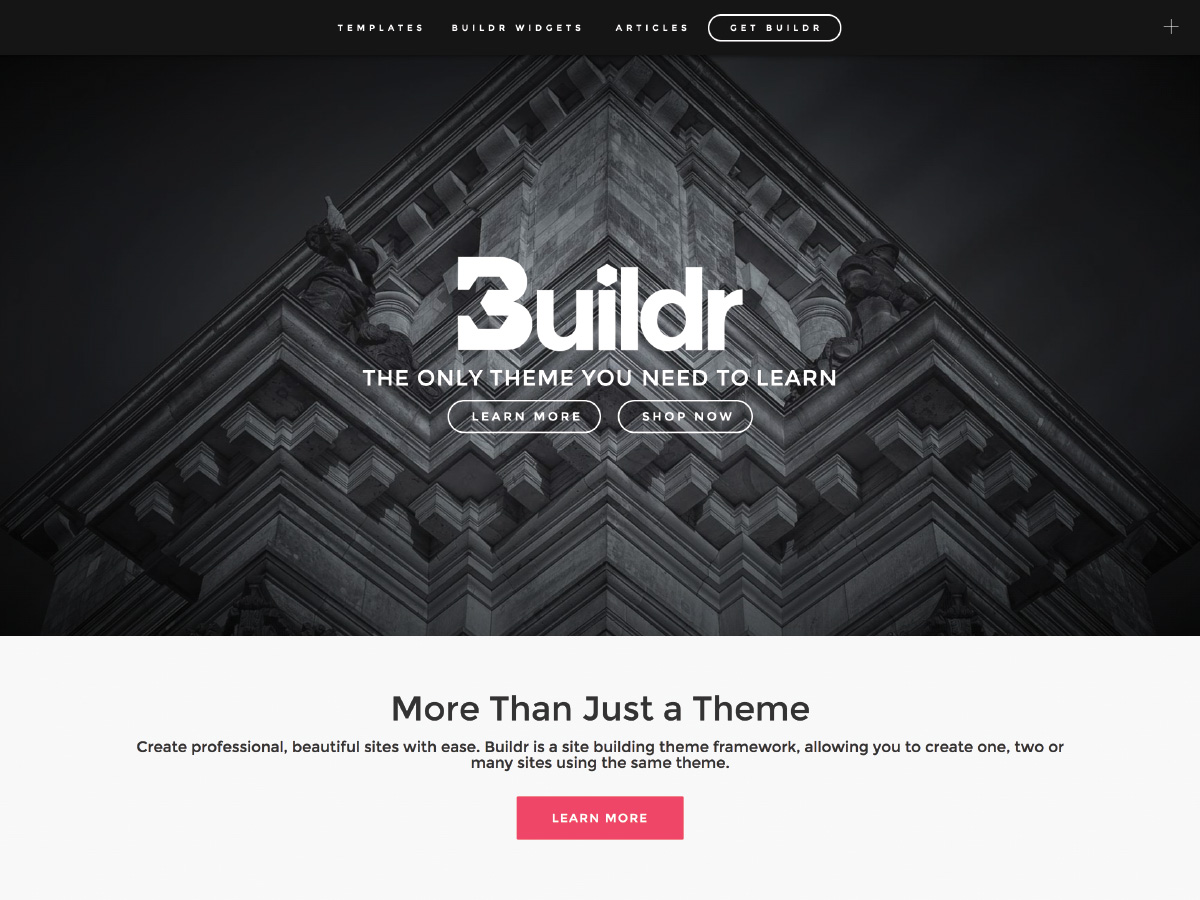 TEMPLATES BUILDR WIDGETS ARTICLES GET BUILDR
Buildr
THE ONLY THEME YOU NEED TO LEARN
LEARN MORE SHOP NOW
More Than Just a Theme
Create professional, beautiful sites with ease. Buildr is a site building theme framework, allowing you to create one, two or
many sites using the same theme.
LEARN MORE